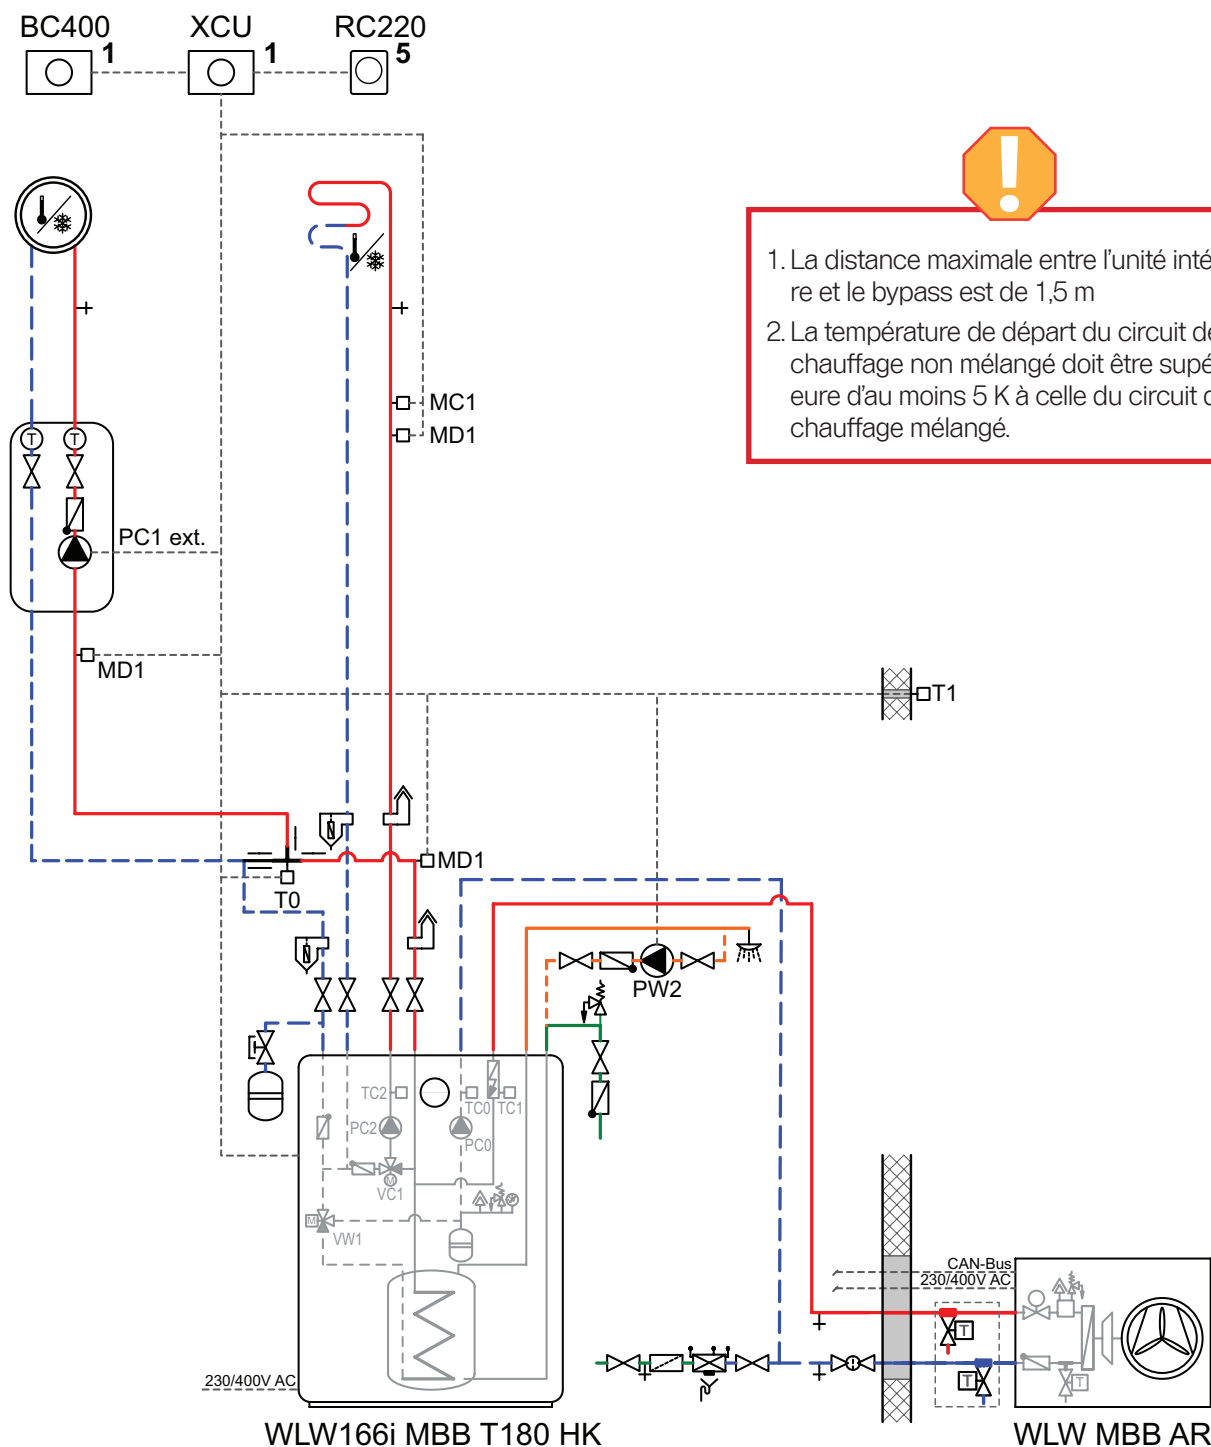 BC400
1
XCU
1
RC220
5
1. La distance maximale entre l'unité inté
re et le bypass est de 1,5 m
2. La température de départ du circuit de
chauffage non mélangé doit être supé
eure d'au moins 5 K à celle du circuit d
chauffage mélangé.
MC1
MD1
T
T
PC1 ext.
MD1
T1
MD1
T0
PW2
TC2
TC0
TC1
PC2
PC0
M
VC1
M
VW1
CAN-Bus
230/400V AC
T
T
T
230/400V AC
WLW166i MBB T180 HK
WLW MBB AR